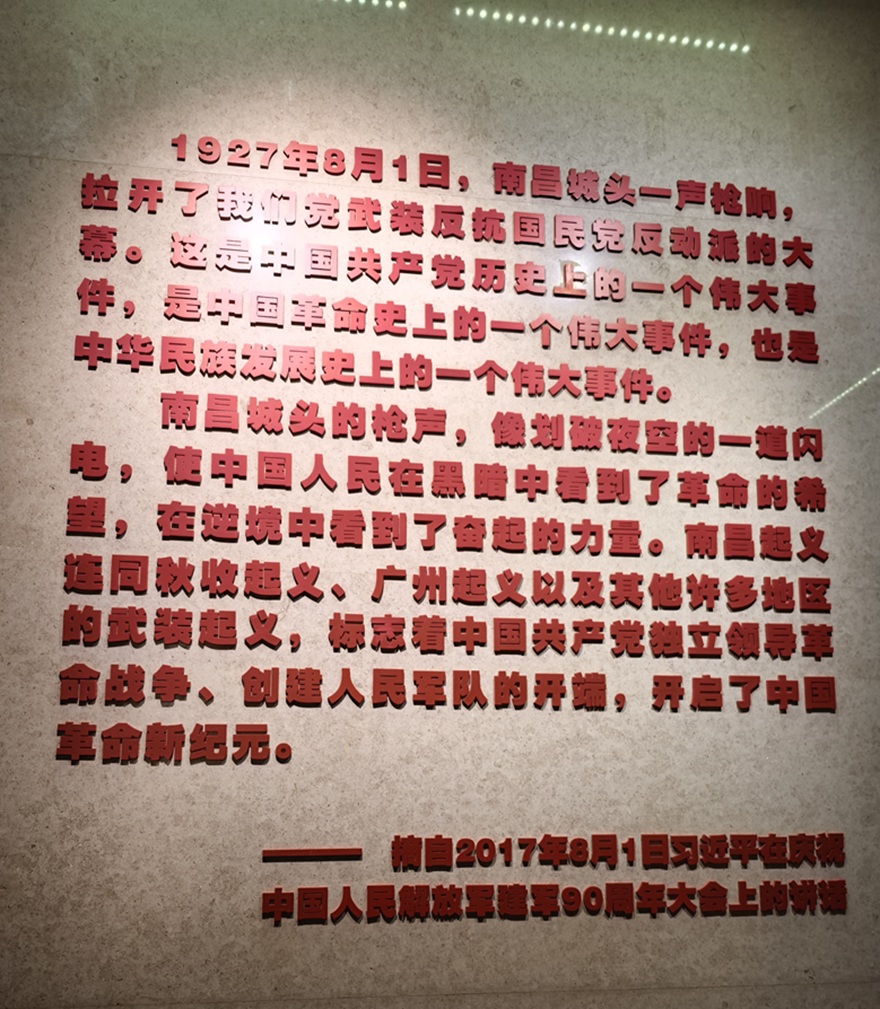 1927年8月1日，南昌城头一声枪响，
拉开了我们党武装反抗国民党反动派的大
幕。这是中国共产党历史上的一个伟大事
件，是中国革命史上的一个伟大事件，也是
中华民族发展史上的一个伟大事件。
南昌城头的枪声，像划破夜空的一道闪
电，使中国人民在黑暗中看到了革命的希
望，在逆境中看到了奋起的力量。南昌起义
连同秋收起义、广州起义以及其他许多地区
的武装起义，标志着中国共产党独立领导革
命战争、创建人民军队的开端，开启了中国
革命新纪元。
—— 摘自2017年8月1日习近平在庆祝
中国人民解放军建军90周年大会上的讲话